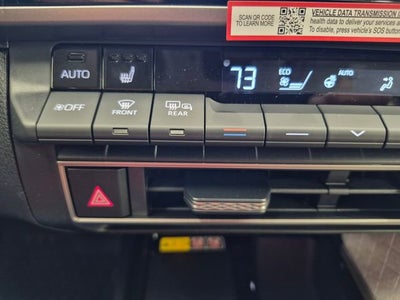 SCAN QR CODE
TO LEARN MORE
VEHICLE DATA TRANSMISSION
health data to deliver your services a
To disable, press vehicle's SOS button
AUTO
73
ECO
AUTO
OFF
FRONT
REAR